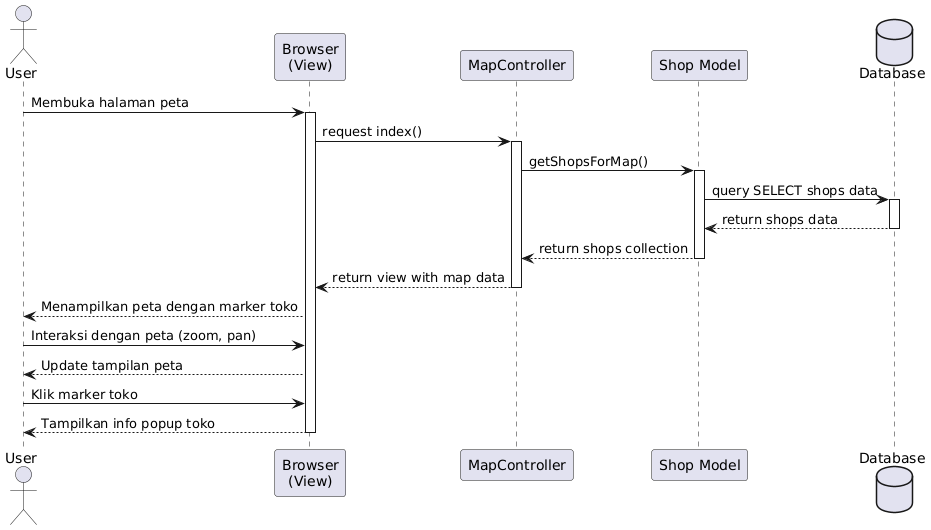 User
Browser
(View)
MapController
Shop Model
Database
Membuka halaman peta
request index()
getShopsForMap()
query SELECT shops data
return shops data
return shops collection
return view with map data
Menampilkan peta dengan marker toko
Interaksi dengan peta (zoom, pan)
Update tampilan peta
Klik marker toko
Tampilkan info popup toko
User
Browser
(View)
MapController
Shop Model
Database